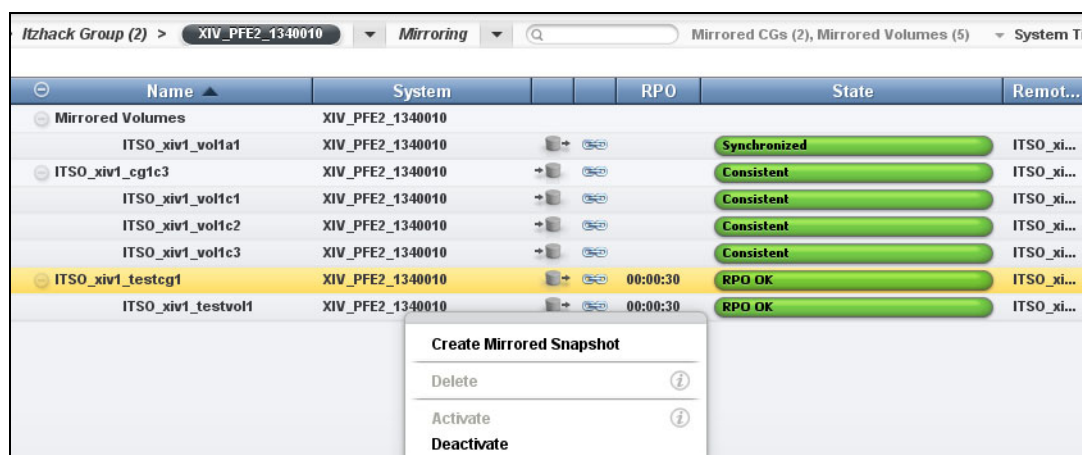 Itzhack Group (2) > XIV_PFE2_1340010 Mirroring Mirrored CGs (2), Mirrored Volumes (5) System Ti
Name System RPO State Remot...
Mirrored Volumes XIV_PFE2_1340010
ITSO_xiv1_vol1a1 XIV_PFE2_1340010 Synchronized ITSO_xi...
ITSO_xiv1_cg1c3 XIV_PFE2_1340010 Consistent ITSO_xi...
ITSO_xiv1_vol1c1 XIV_PFE2_1340010 Consistent ITSO_xi...
ITSO_xiv1_vol1c2 XIV_PFE2_1340010 Consistent ITSO_xi...
ITSO_xiv1_vol1c3 XIV_PFE2_1340010 Consistent ITSO_xi...
ITSO_xiv1_testcg1 XIV_PFE2_1340010 00:00:30 RPO OK ITSO_xi...
ITSO_xiv1_testvol1 XIV_PFE2_1340010 00:00:30 RPO OK ITSO_xi...
Create Mirrored Snapshot
Delete
Activate
Deactivate